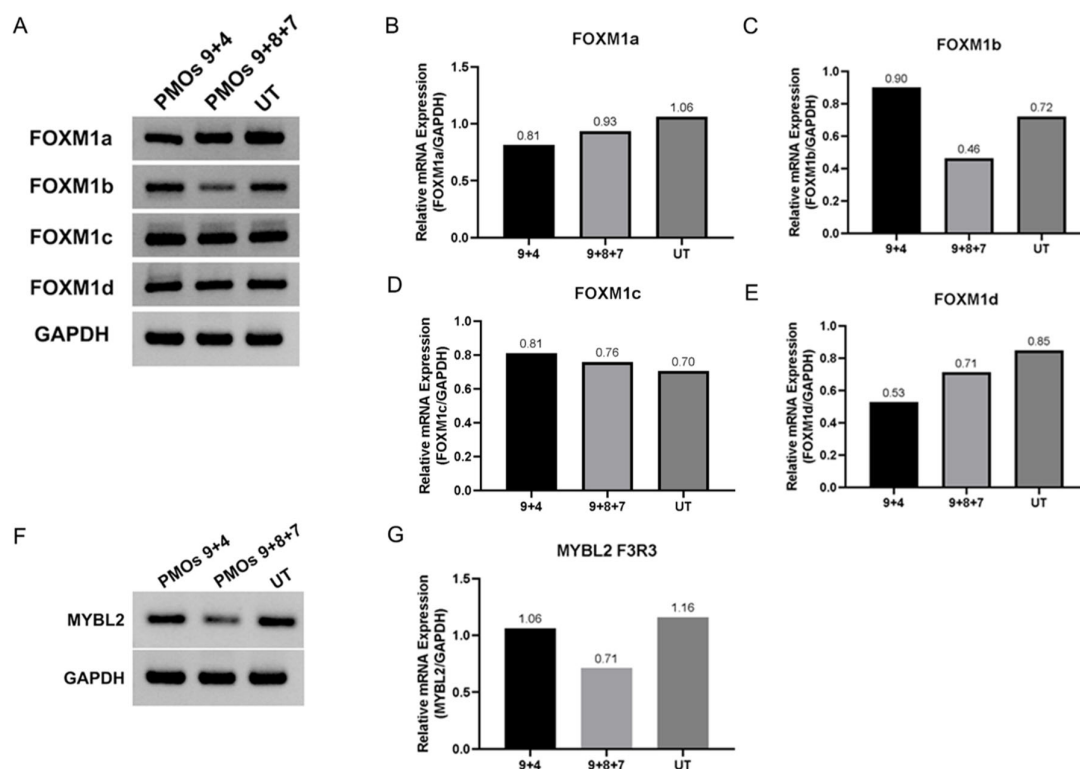 A
PMOs 9+4
PMOs 9+8+7
UT
FOXM1a
FOXM1b
FOXM1c
FOXM1d
GAPDH
B
FOXM1a
Relative mRNA Expression
(FOXM1a/GAPDH)
1.5
1.0
0.5
0.0
0.81
0.93
1.06
9+4
9+8+7
UT
C
FOXM1b
Relative mRNA Expression
(FOXM1b/GAPDH)
1.0
0.8
0.6
0.4
0.2
0.0
0.90
0.46
0.72
9+4
9+8+7
UT
D
FOXM1c
Relative mRNA Expression
(FOXM1c/GAPDH)
1.0
0.8
0.6
0.4
0.2
0.0
0.81
0.76
0.70
9+4
9+8+7
UT
E
FOXM1d
Relative mRNA Expression
(FOXM1d/GAPDH)
1.0
0.8
0.6
0.4
0.2
0.0
0.53
0.71
0.85
9+4
9+8+7
UT
F
PMOs 9+4
PMOs 9+8+7
UT
MYBL2
GAPDH
G
MYBL2 F3R3
Relative mRNA Expression
(MYBL2/GAPDH)
1.5
1.0
0.5
0.0
1.06
0.71
1.16
9+4
9+8+7
UT